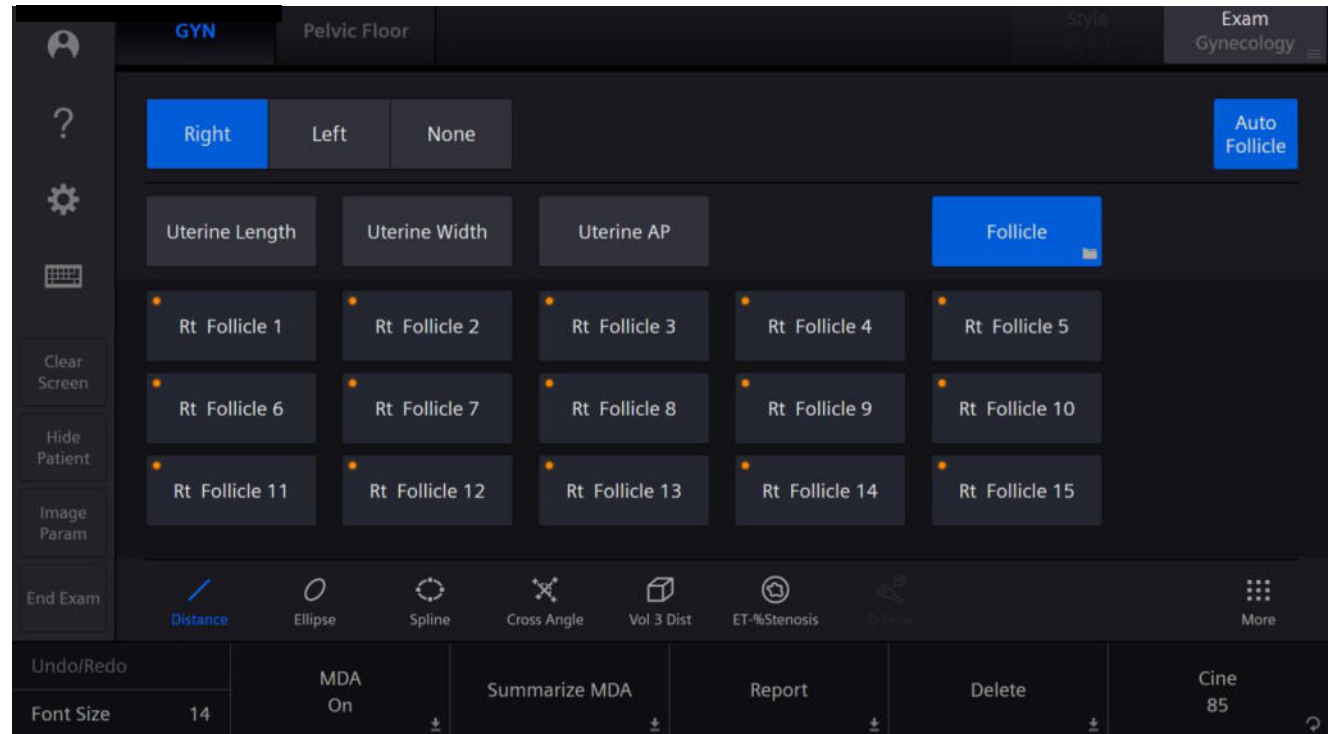 GYN
Pelvic Floor
Style
Exam
Gynecology
?
Right
Left
None
Auto
Follicle
Uterine Length
Uterine Width
Uterine AP
Follicle
Rt Follicle 1
Rt Follicle 2
Rt Follicle 3
Rt Follicle 4
Rt Follicle 5
Clear
Screen
Rt Follicle 6
Rt Follicle 7
Rt Follicle 8
Rt Follicle 9
Rt Follicle 10
Hide
Patient
Rt Follicle 11
Rt Follicle 12
Rt Follicle 13
Rt Follicle 14
Rt Follicle 15
Image
Param
End Exam
Distance
Ellipse
Spline
Cross Angle
Vol 3 Dist
ET-%Stenosis
More
Undo/Redo
Font Size 14
MDA
On
Summarize MDA
Report
Delete
Cine
85